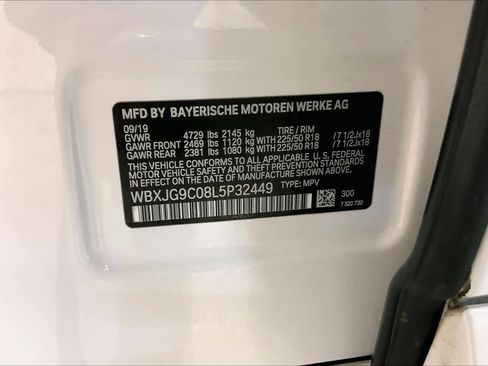 MFD BY BAYERISCHE MOTOREN WERKE AG
09/19
GVWR 4729 lbs 2145 kg TIRE / RIM
GAWR FRONT 2469 lbs 1120 kg WITH 225/50 R18 / 7 1/2Jx18
GAWR REAR 2381 lbs 1080 kg WITH 225/50 R18 / 7 1/2Jx18
THIS VEHICLE CONFORMS TO ALL APPLICABLE U. S. FEDERAL
MOTOR VEHICLE SAFETY, BUMPER AND THEFT PREVENTION STANDARDS
IN EFFECT ON THE DATE OF MANUFACTURE SHOWN ABOVE.
WBXJG9C08L5P32449 TYPE: MPV
300
7 320 730